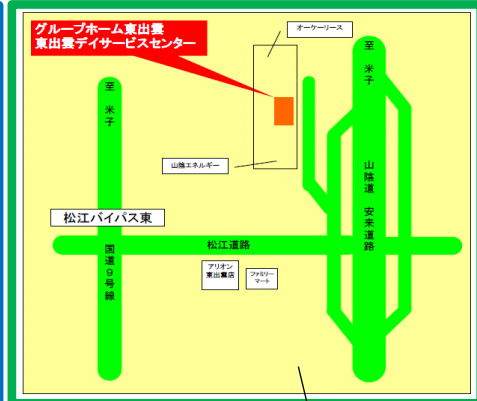 グループホーム東出雲
東出雲デイサービスセンター
オーケーリース
至 米子
至 米子
山陰エネルギー
山陰道 安来道路
松江バイパス東
松江道路
国道9号線
アリオン
東出雲店
ファミリー
マート